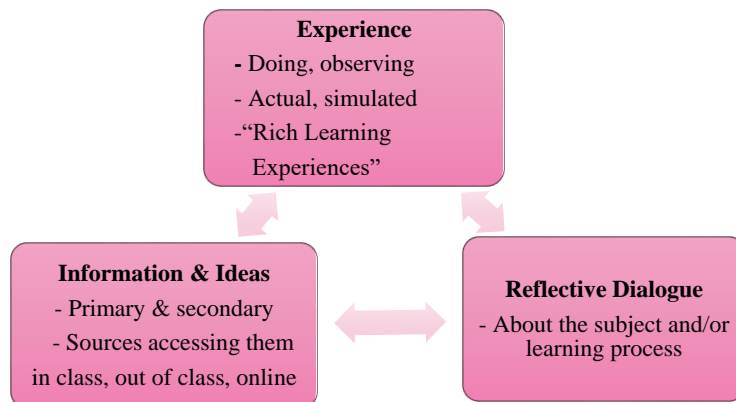 Experience
- Doing, observing
- Actual, simulated
-“Rich Learning
Experiences”
Information & Ideas
- Primary & secondary
- Sources accessing them
in class, out of class, online
Reflective Dialogue
- About the subject and/or
learning process